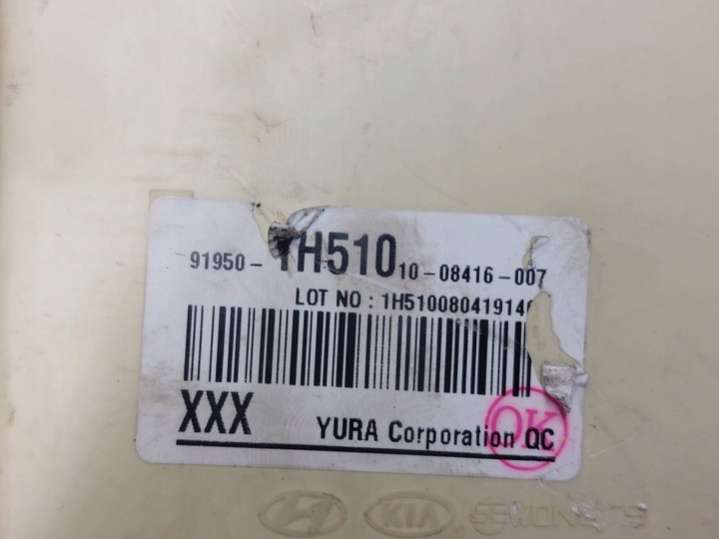 91950- 1H510 10-08416-007
LOT NO : 1H5100804191
XXX YURA Corporation QC
OK
KIA